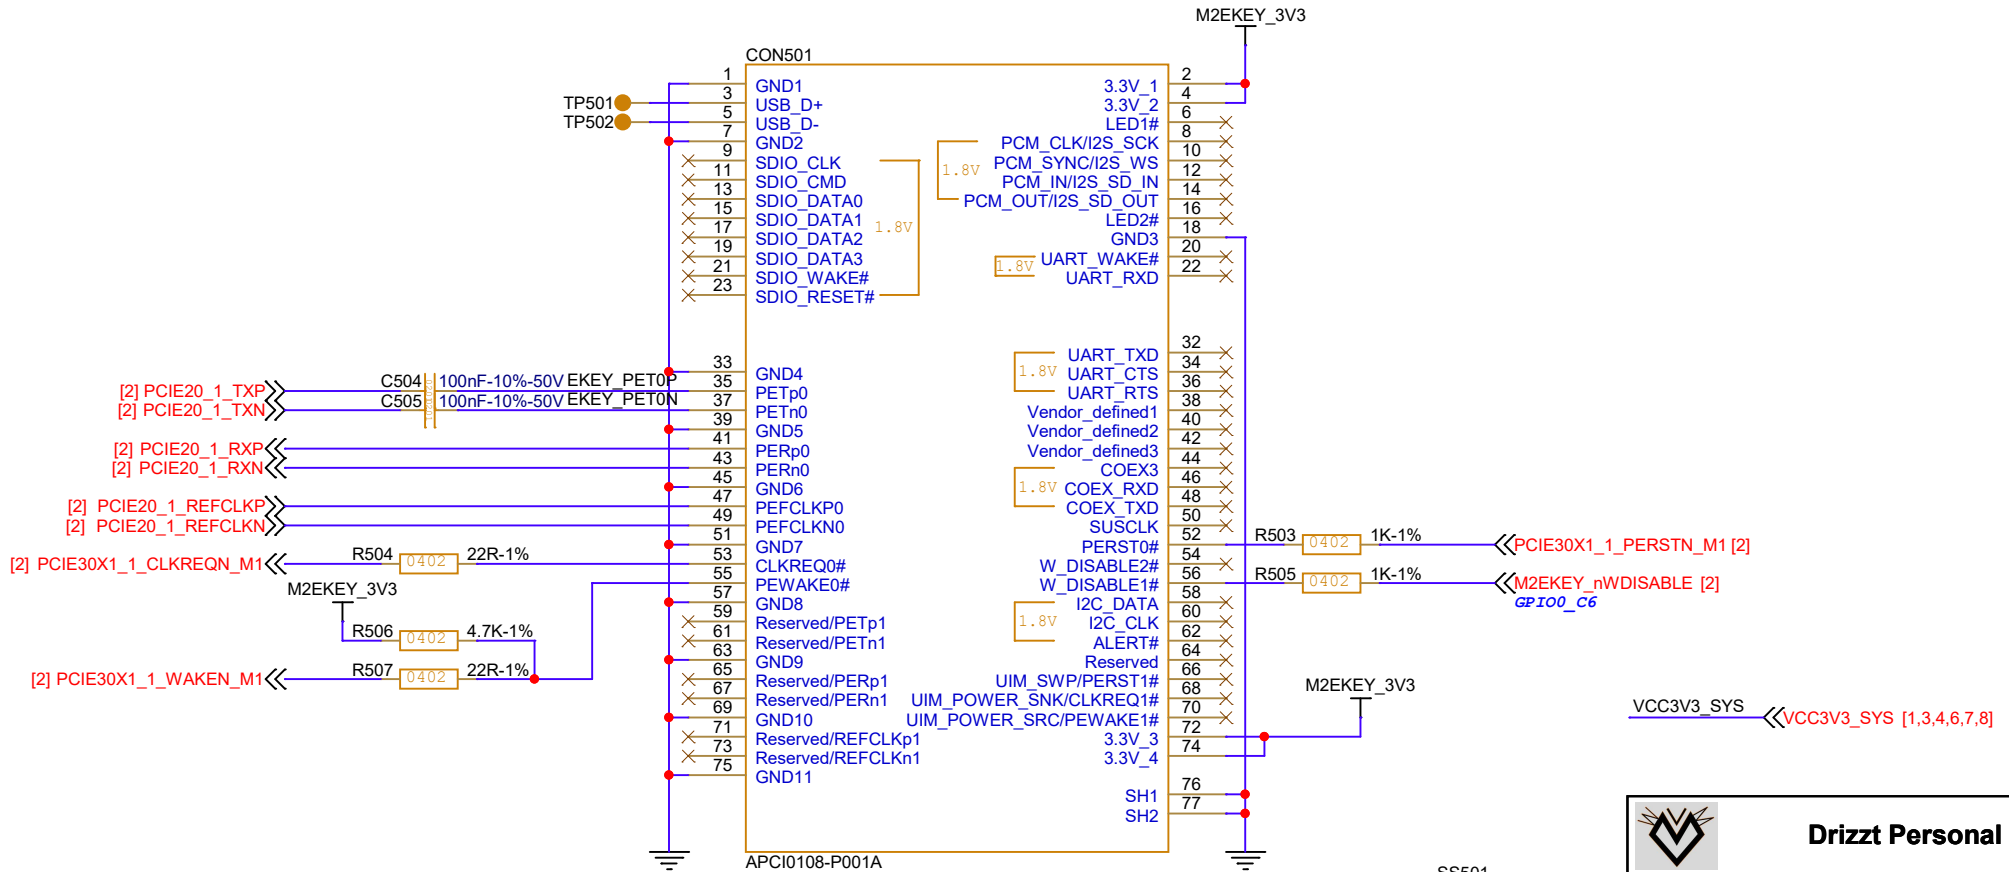 M2EKEY_3V3
CON501
1 GND1 3.3V_1 2
TP501 3 USB_D+ 3.3V_2 4
TP502 5 USB_D- LED1# 6
7 GND2 PCM_CLK/I2S_SCK 8
9 SDIO_CLK PCM_SYNC/I2S_WS 10
11 SDIO_CMD 1.8V PCM_IN/I2S_SD_IN 12
13 SDIO_DATA0 PCM_OUT/I2S_SD_OUT 14
15 SDIO_DATA1 LED2# 16
17 SDIO_DATA2 1.8V GND3 18
19 SDIO_DATA3 UART_WAKE# 20
21 SDIO_WAKE# 1.8V UART_RXD 22
23 SDIO_RESET#
UART_TXD 32
33 GND4 1.8V UART_CTS 34
[2] PCIE20_1_TXP C504 100nF-10%-50V EKEY_PET0P 35 PETp0 UART_RTS 36
[2] PCIE20_1_TXN C505 100nF-10%-50V EKEY_PET0N 37 PETn0 Vendor_defined1 38
39 GND5 Vendor_defined2 40
[2] PCIE20_1_RXP 41 PERp0 Vendor_defined3 42
[2] PCIE20_1_RXN 43 PERn0 COEX3 44
45 GND6 1.8V COEX_RXD 46
[2] PCIE20_1_REFCLKP 47 PEFCLKP0 COEX_TXD 48
[2] PCIE20_1_REFCLKN 49 PEFCLKN0 SUSCLK 50
51 GND7 PERST0# 52 R503 0402 1K-1% PCIE30X1_1_PERSTN_M1 [2]
[2] PCIE30X1_1_CLKREQN_M1 R504 0402 22R-1% 53 CLKREQ0# W_DISABLE2# 54
55 PEWAKE0# W_DISABLE1# 56 R505 0402 1K-1% M2EKEY_nWDISABLE [2]
M2EKEY_3V3 57 GND8 I2C_DATA 58 GPIO0_C6
59 Reserved/PETp1 1.8V I2C_CLK 60
R506 0402 4.7K-1% 61 Reserved/PETn1 ALERT# 62
63 GND9 Reserved 64
[2] PCIE30X1_1_WAKEN_M1 R507 0402 22R-1% 65 Reserved/PERp1 UIM_SWP/PERST1# 66
67 Reserved/PERn1 UIM_POWER_SNK/CLKREQ1# 68 M2EKEY_3V3
69 GND10 UIM_POWER_SRC/PEWAKE1# 70 VCC3V3_SYS VCC3V3_SYS [1,3,4,6,7,8]
71 Reserved/REFCLKp1 3.3V_3 72
73 Reserved/REFCLKn1 3.3V_4 74
75 GND11
SH1 76
SH2 77
Drizzt Personal
APCI0108-P001A
SS501